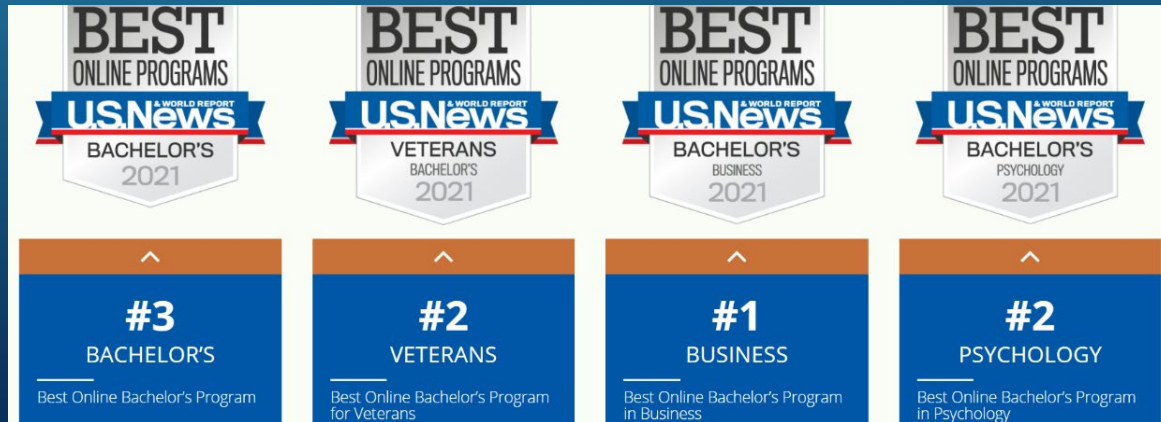 BEST
ONLINE PROGRAMS
U.S.News & WORLD REPORT
BACHELOR'S
2021
BEST
ONLINE PROGRAMS
U.S.News & WORLD REPORT
VETERANS
BACHELOR'S
2021
BEST
ONLINE PROGRAMS
U.S.News & WORLD REPORT
BACHELOR'S
BUSINESS
2021
BEST
ONLINE PROGRAMS
U.S.News & WORLD REPORT
BACHELOR'S
PSYCHOLOGY
2021
#3
BACHELOR'S
Best Online Bachelor's Program
#2
VETERANS
Best Online Bachelor's Program
for Veterans
#1
BUSINESS
Best Online Bachelor's Program
in Business
#2
PSYCHOLOGY
Best Online Bachelor's Program
in Psychology